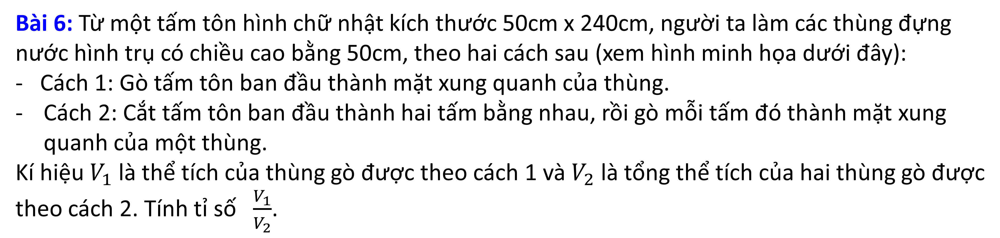 Bài 6: Từ một tấm tôn hình chữ nhật kích thước 50cm x 240cm, người ta làm các thùng đựng
nước hình trụ có chiều cao bằng 50cm, theo hai cách sau (xem hình minh họa dưới đây):
- Cách 1: Gò tấm tôn ban đầu thành mặt xung quanh của thùng.
- Cách 2: Cắt tấm tôn ban đầu thành hai tấm bằng nhau, rồi gò mỗi tấm đó thành mặt xung
quanh của một thùng.
Kí hiệu V₁ là thể tích của thùng gò được theo cách 1 và V₂ là tổng thể tích của hai thùng gò được
theo cách 2. Tính tỉ số V₁/V₂.